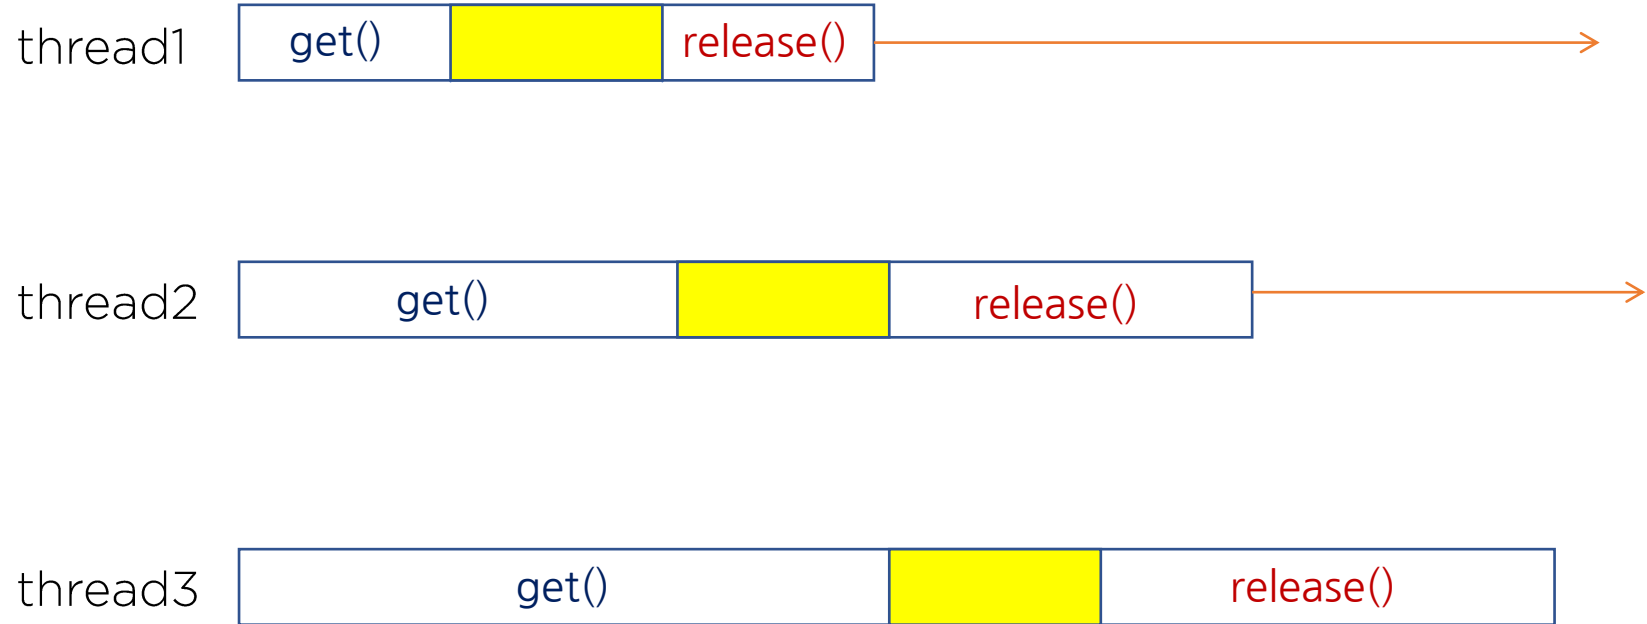 thread1 get() release()
thread2 get() release()
thread3 get() release()